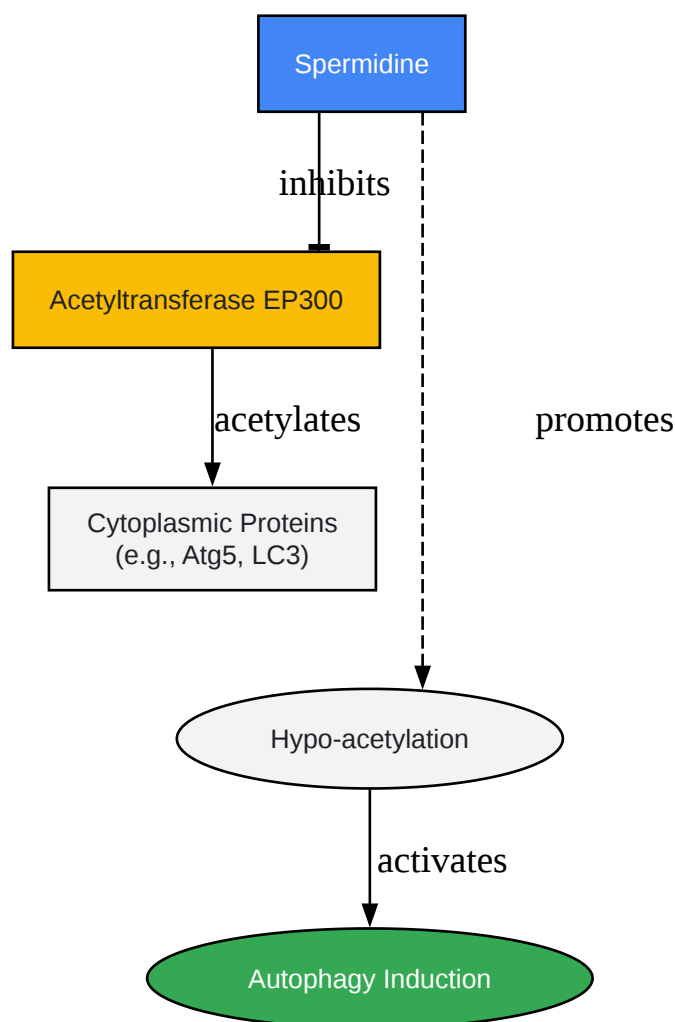 Spermidine
inhibits
Acetyltransferase EP300
acetylates
promotes
Cytoplasmic Proteins
(e.g., Atg5, LC3)
Hypo-acetylation
activates
Autophagy Induction